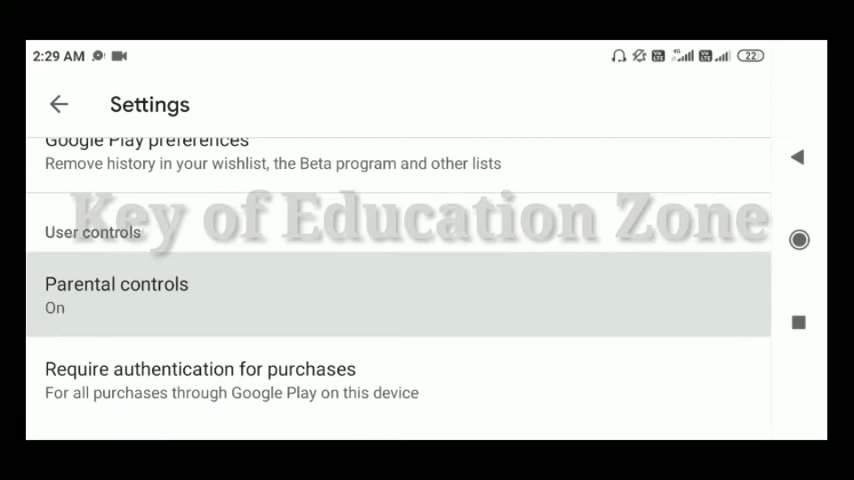 2:29 AM
22
Settings
Google Play preferences
Remove history in your wishlist, the Beta program and other lists
Key of Education Zone
User controls
Parental controls
On
Require authentication for purchases
For all purchases through Google Play on this device